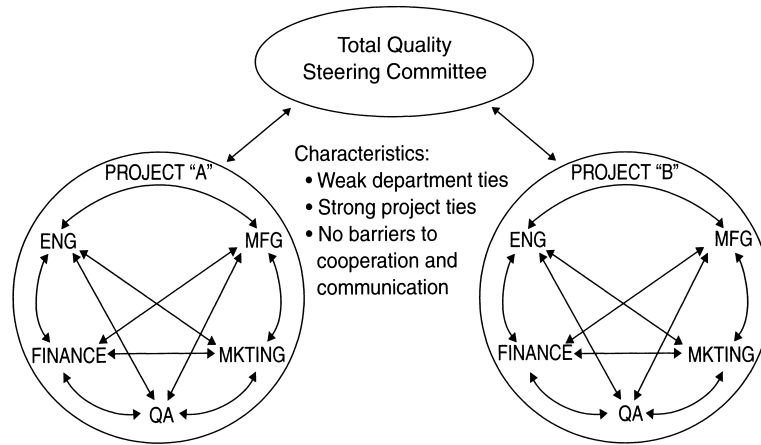 Total Quality
Steering Committee
Characteristics:
• Weak department ties
• Strong project ties
• No barriers to
cooperation and
communication
PROJECT “A”
ENG
MFG
FINANCE
MKTING
QA
PROJECT “B”
ENG
MFG
FINANCE
MKTING
QA